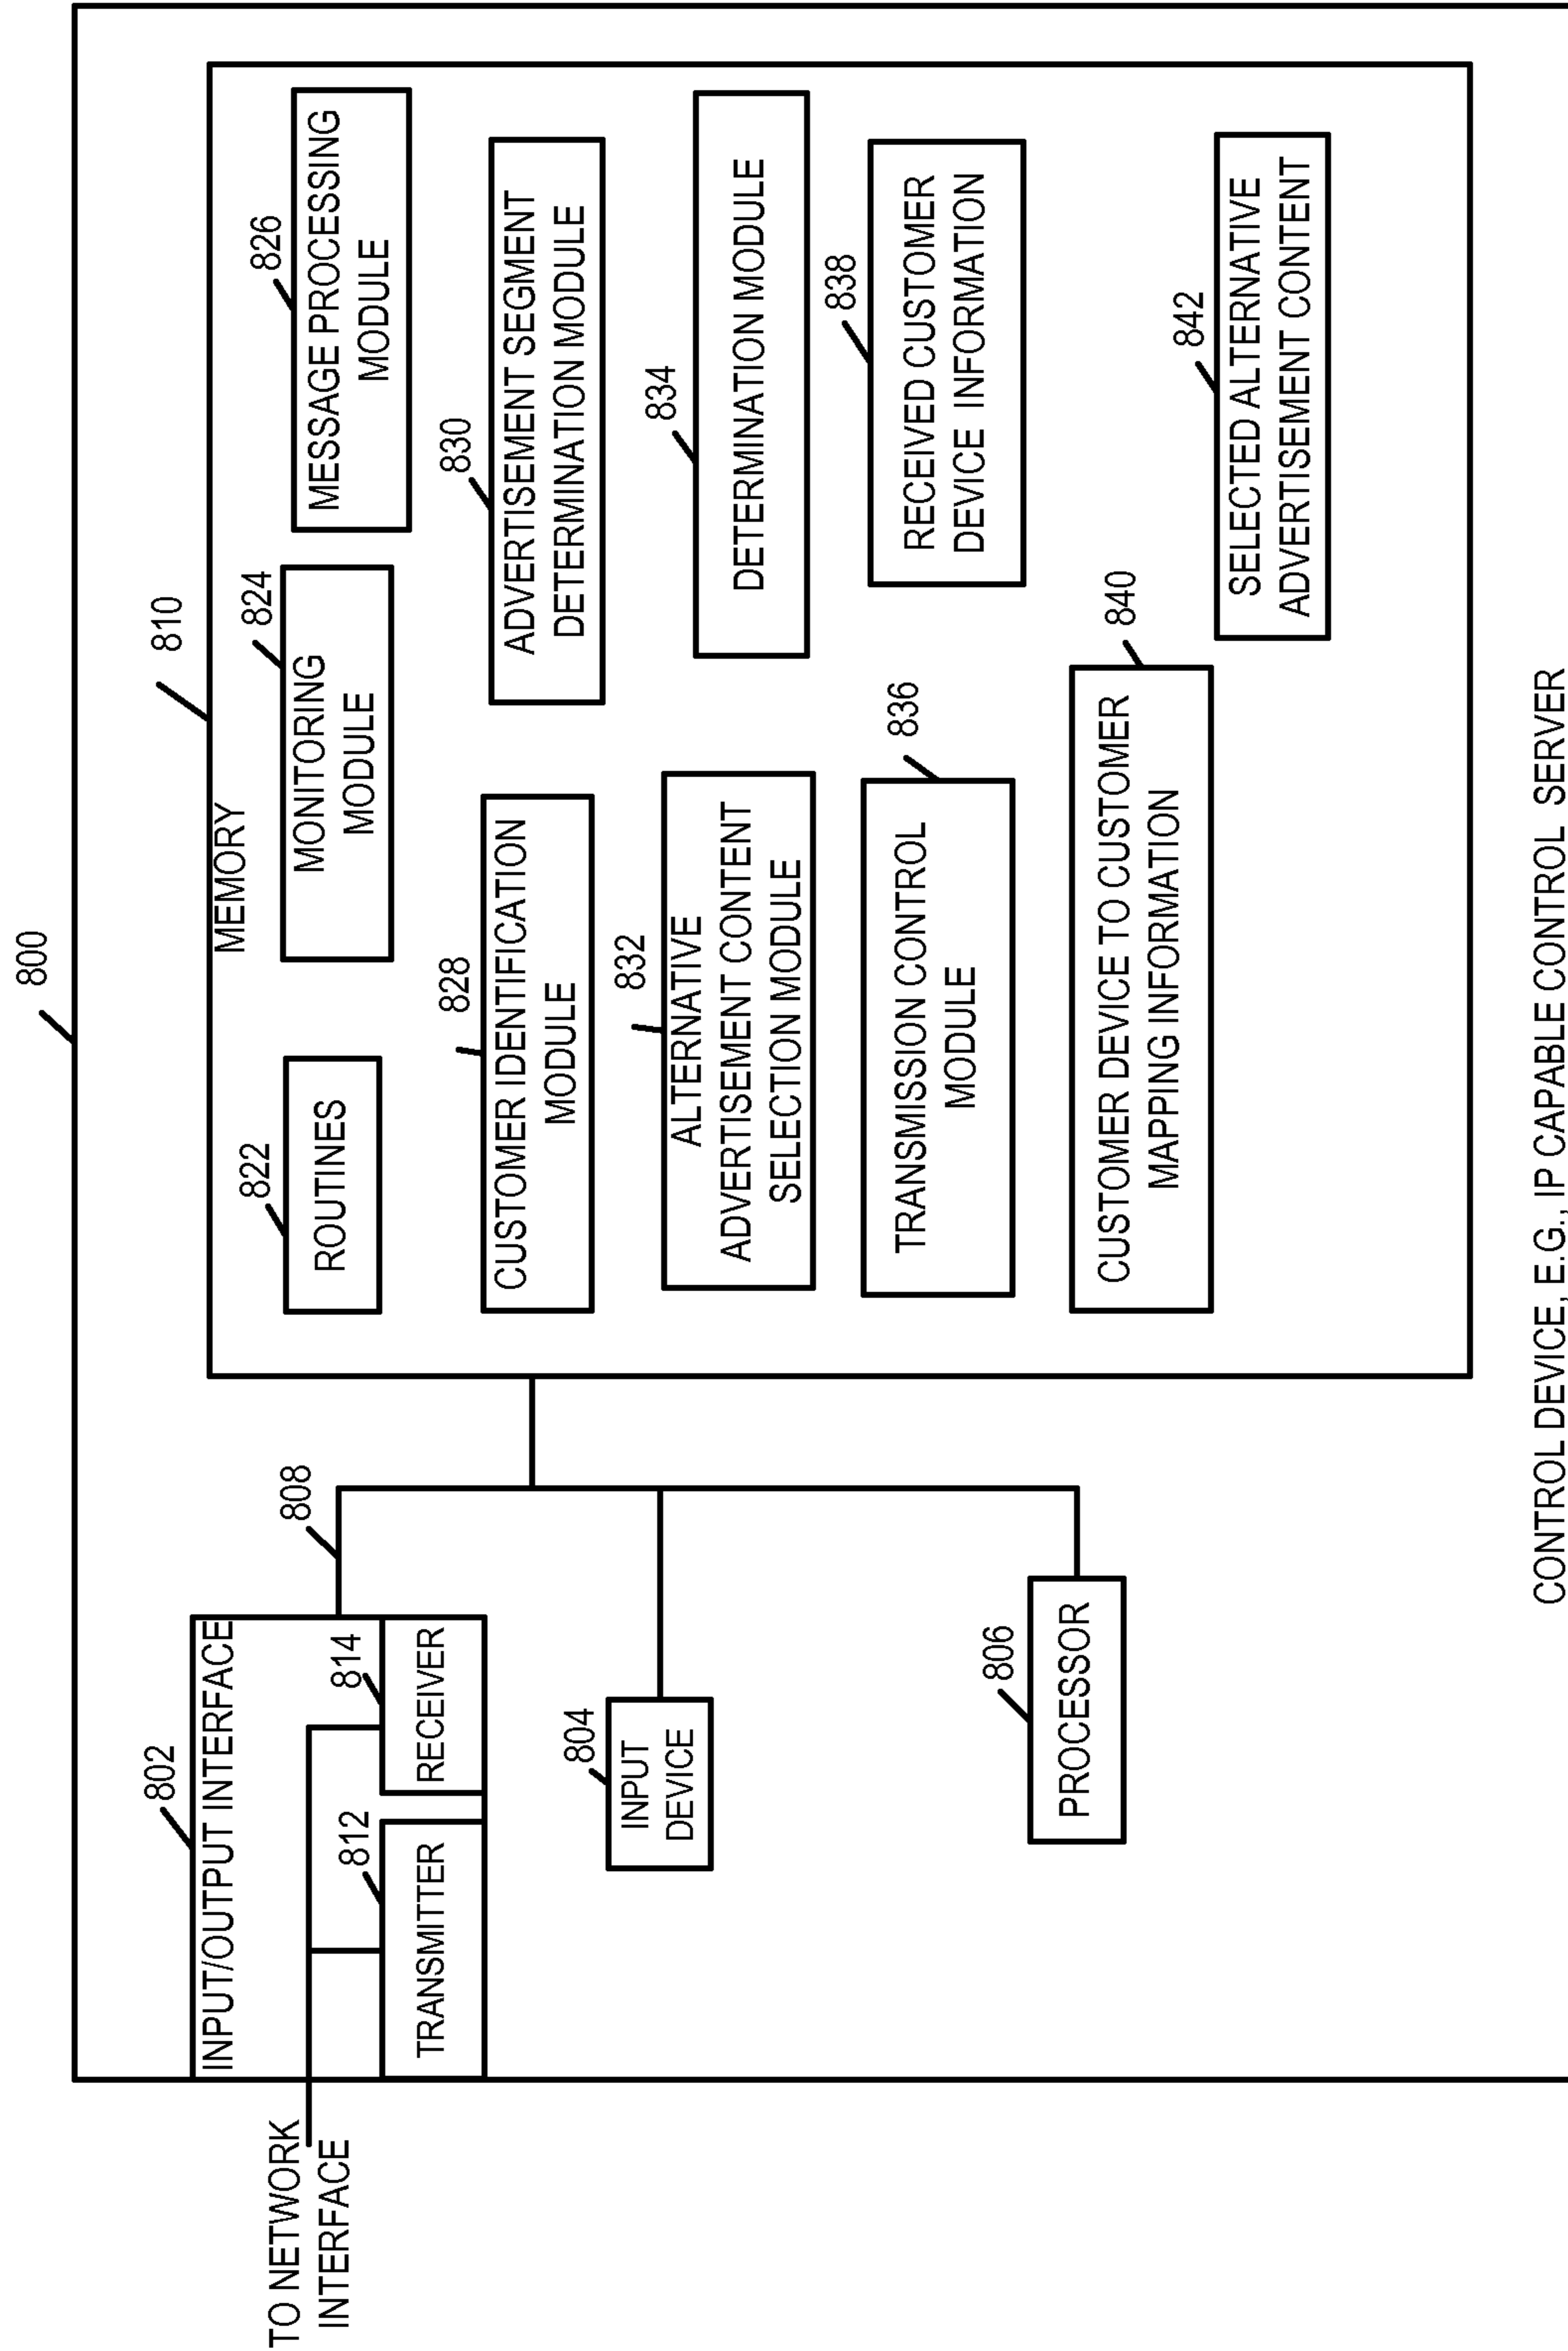 800
TO NETWORK
INTERFACE
802
INPUT/OUTPUT INTERFACE
812
814
TRANSMITTER
RECEIVER
808
804
INPUT
DEVICE
806
PROCESSOR
810
MEMORY
822
ROUTINES
824
MONITORING
MODULE
826
MESSAGE PROCESSING
MODULE
828
CUSTOMER IDENTIFICATION
MODULE
830
ADVERTISEMENT SEGMENT
DETERMINATION MODULE
832
ALTERNATIVE
ADVERTISEMENT CONTENT
SELECTION MODULE
834
DETERMINATION MODULE
836
TRANSMISSION CONTROL
MODULE
838
RECEIVED CUSTOMER
DEVICE INFORMATION
840
CUSTOMER DEVICE TO CUSTOMER
MAPPING INFORMATION
842
SELECTED ALTERNATIVE
ADVERTISEMENT CONTENT
CONTROL DEVICE, E.G., IP CAPABLE CONTROL SERVER